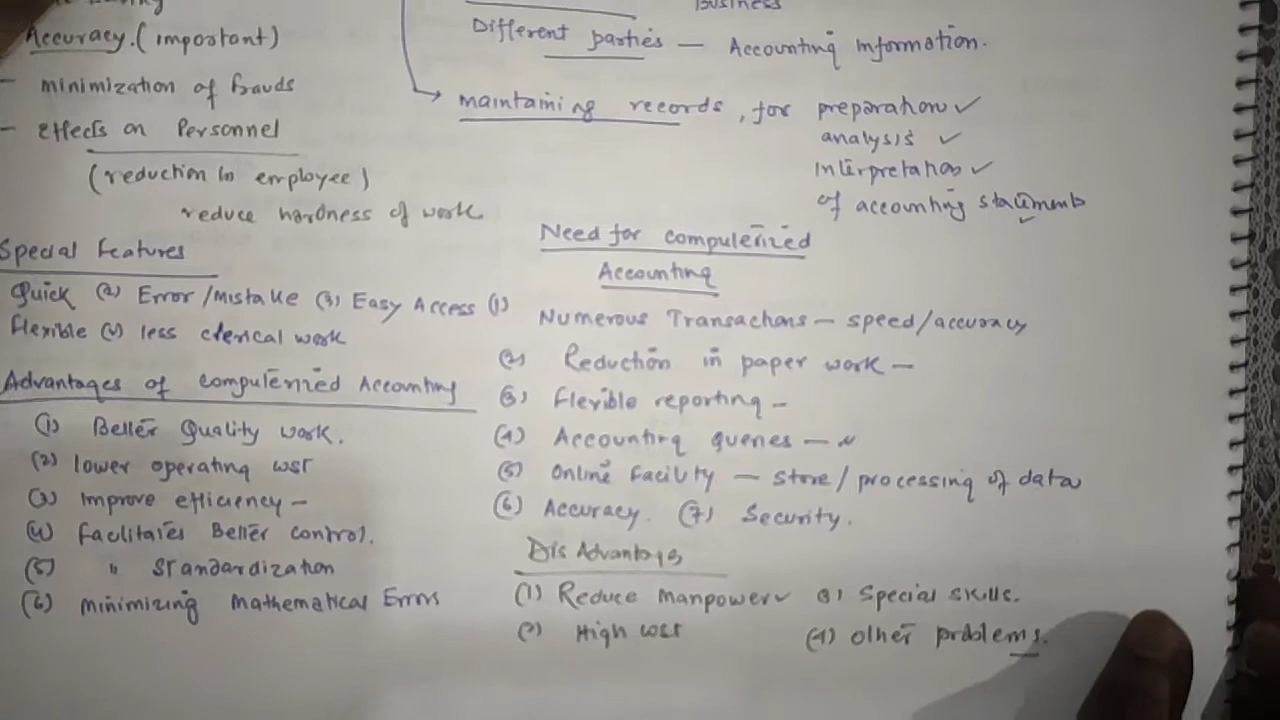 Accuracy. (important)
- minimization of frauds
- Effects on Personnel
(reduction in employee)
reduce hardness of work
Special Features
Quick (2) Error/Mistake (3) Easy Access
Flexible (4) less clerical work
Advantages of computerized Accounting
(1) Better Quality work.
(2) lower operating cost
(3) improve efficiency -
(4) Facilitates Better control.
(5) " Standardization
(6) minimizing Mathematical Errors
Business
Different parties - Accounting information.
maintaining records, for preparation ✓
analysis ✓
interpretation ✓
of accounting statements
Need for computerized
Accounting
(1) Numerous Transactions - speed/accuracy
(2) Reduction in paper work -
(3) Flexible reporting -
(4) Accounting queries - "
(5) Online Facility - store/processing of data
(6) Accuracy. (7) Security.
Dis Advantages
(1) Reduce manpower 3) Special skills.
(2) High cost (4) other problems.